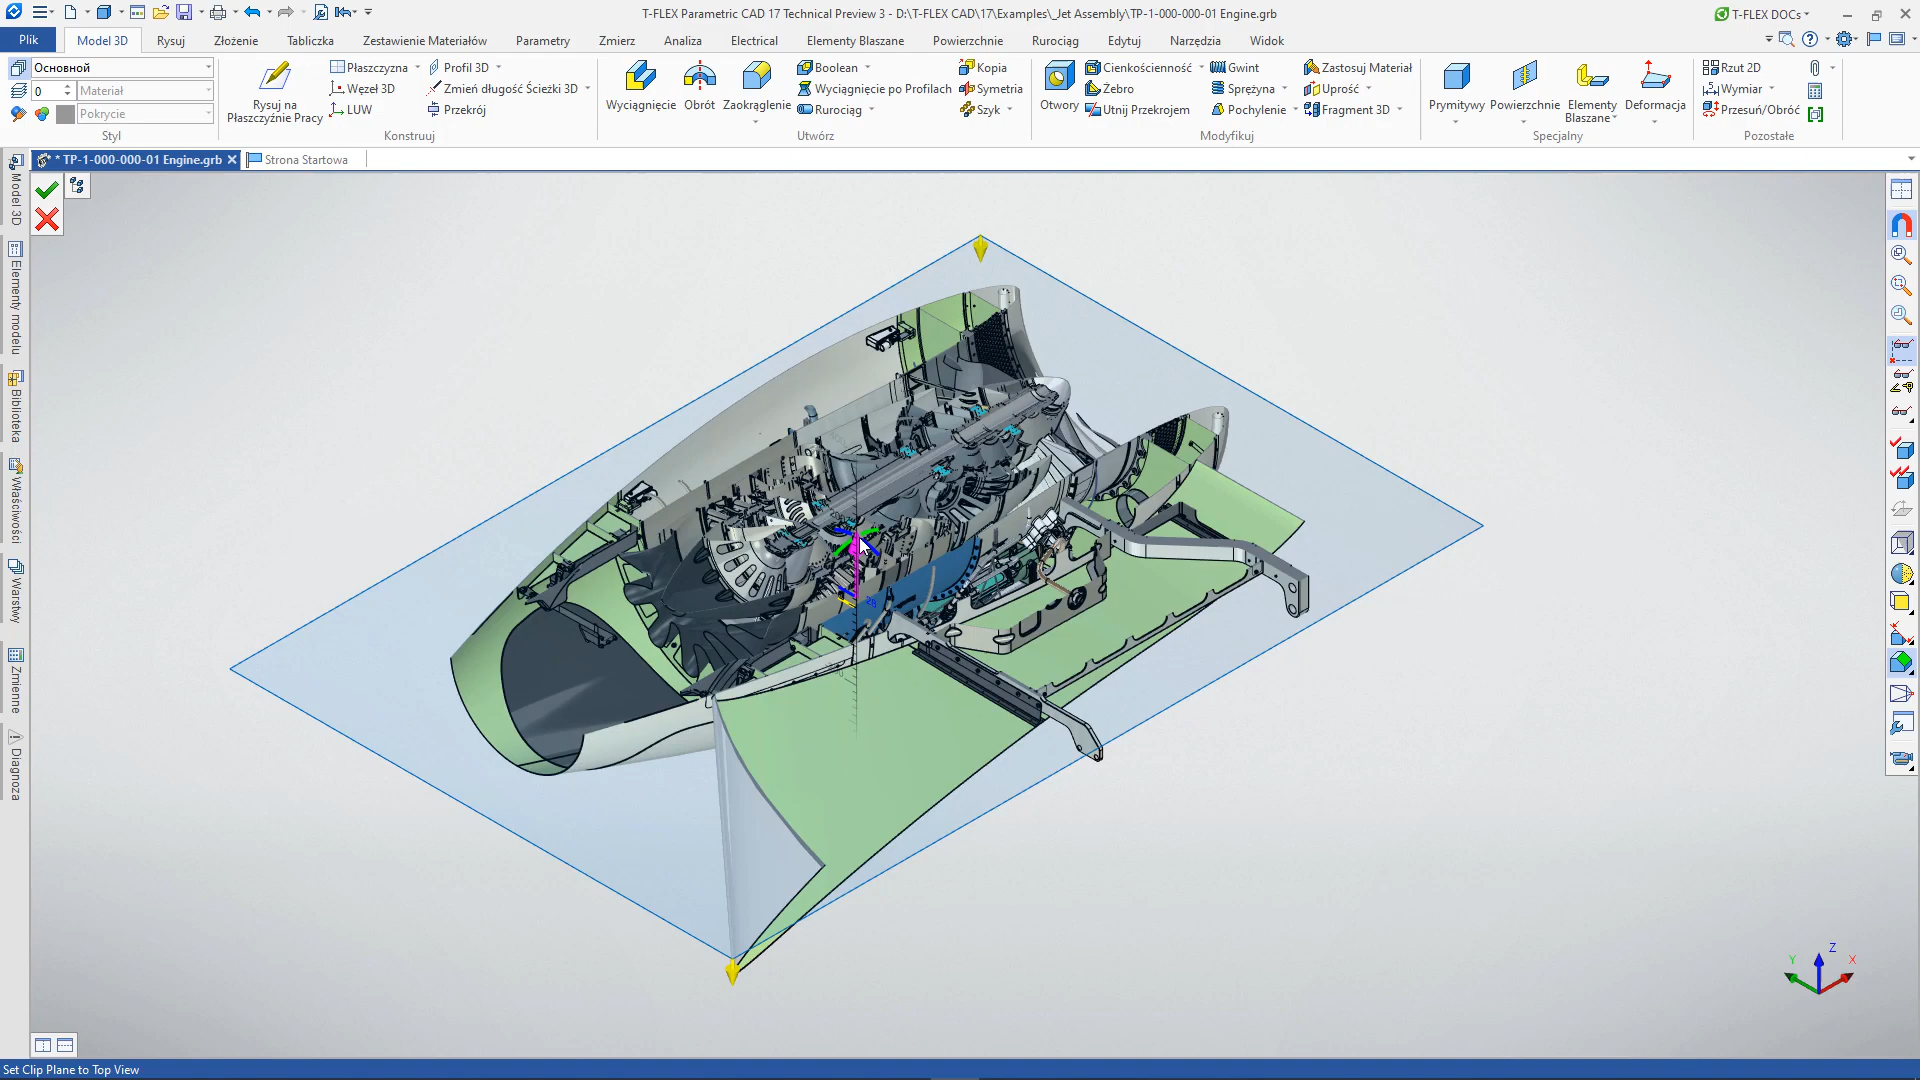 T-FLEX Parametric CAD 17 Technical Preview 3 - D:\T-FLEX CAD\17\Examples\_Jet Assembly\TP-1-000-000-01 Engine.grb
T-FLEX DOCs
Plik Model 3D Rysuj Złożenie Tabliczka Zestawienie Materiałów Parametry Zmierz Analiza Electrical Elementy Blaszane Powierzchnie Rurociąg Edytuj Narzędzia Widok
Основной
0 Materiał
Pokrycie
Styl
Rysuj na
Płaszczyźnie Pracy
Płaszczyzna Profil 3D
Węzeł 3D Zmień długość Ścieżki 3D
LUW Przekrój
Konstruuj
Wyciągnięcie Obrót Zaokrąglenie
Boolean Kopia
Wyciągnięcie po Profilach Symetria
Rurociąg Szyk
Utwórz
Otwory
Cienkościenność Gwint Zastosuj Materiał
Żebro Sprężyna Uprość
Utnij Przekrojem Pochylenie Fragment 3D
Modyfikuj
Prymitywy Powierzchnie Elementy
Blaszane Deformacja
Specjalny
Rzut 2D
Wymiar
Przesuń/Obróć
Pozostałe
* TP-1-000-000-01 Engine.grb Strona Startowa
Model 3D
Elementy modelu
Biblioteka
Właściwości
Warstwy
Zmienne
Diagnoza
28
Z
Y X
Set Clip Plane to Top View